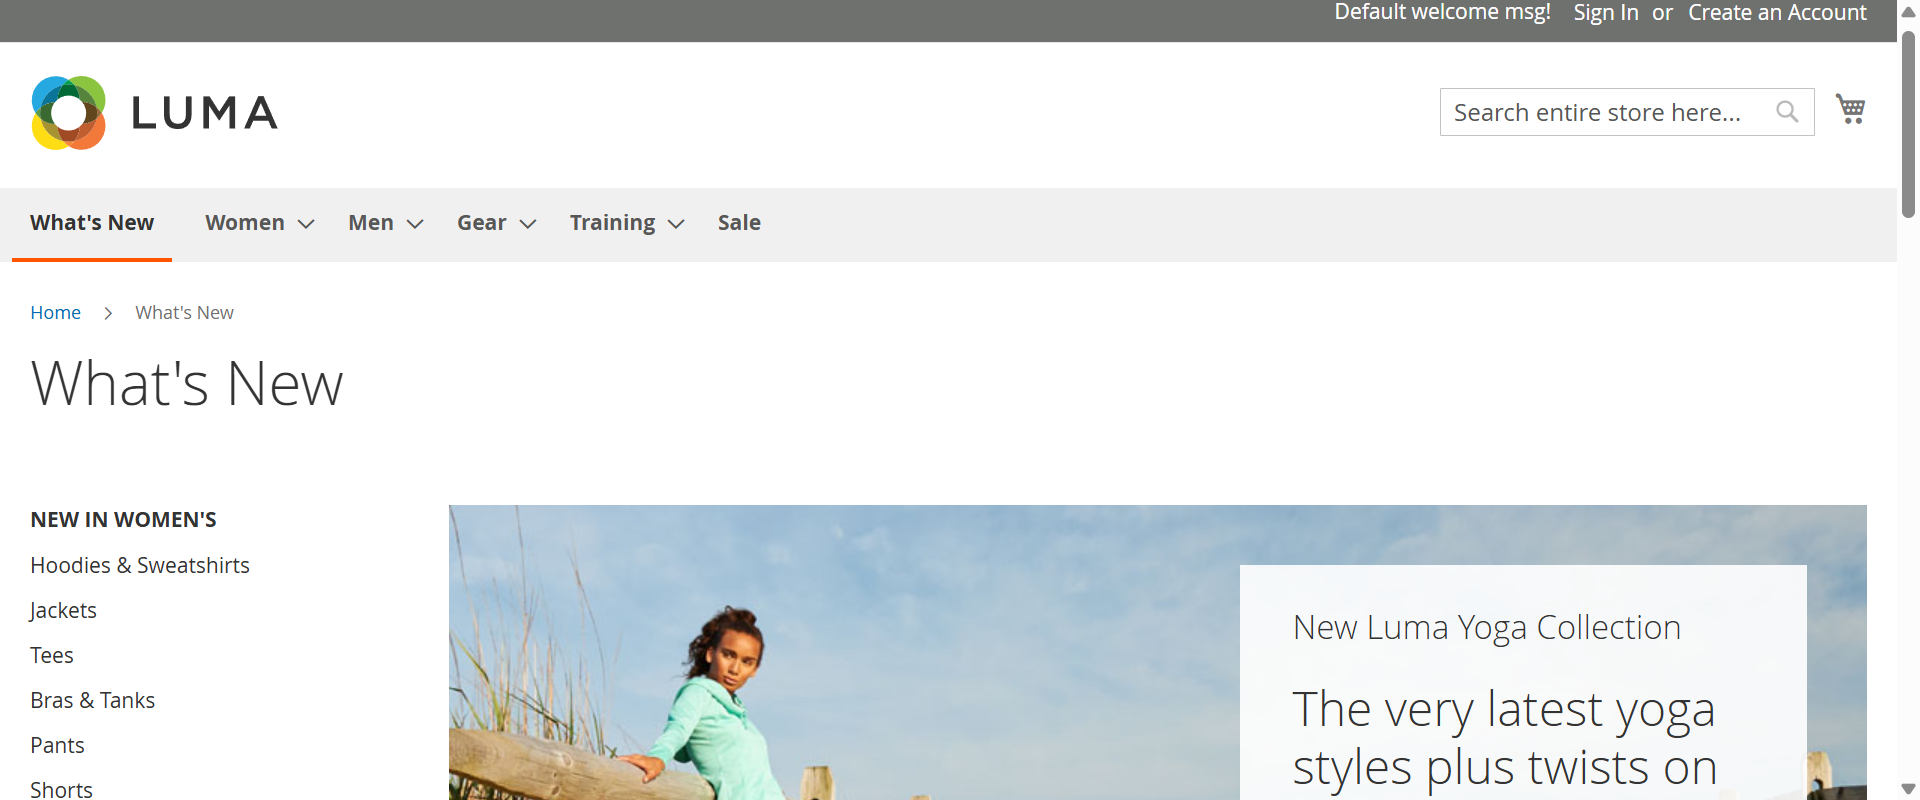 Default welcome msg! Sign In or Create an Account
LUMA
Search entire store here...
What's New Women Men Gear Training Sale
Home What's New
What's New
NEW IN WOMEN'S
Hoodies & Sweatshirts
Jackets
Tees
Bras & Tanks
Pants
Shorts
New Luma Yoga Collection
The very latest yoga
styles plus twists on